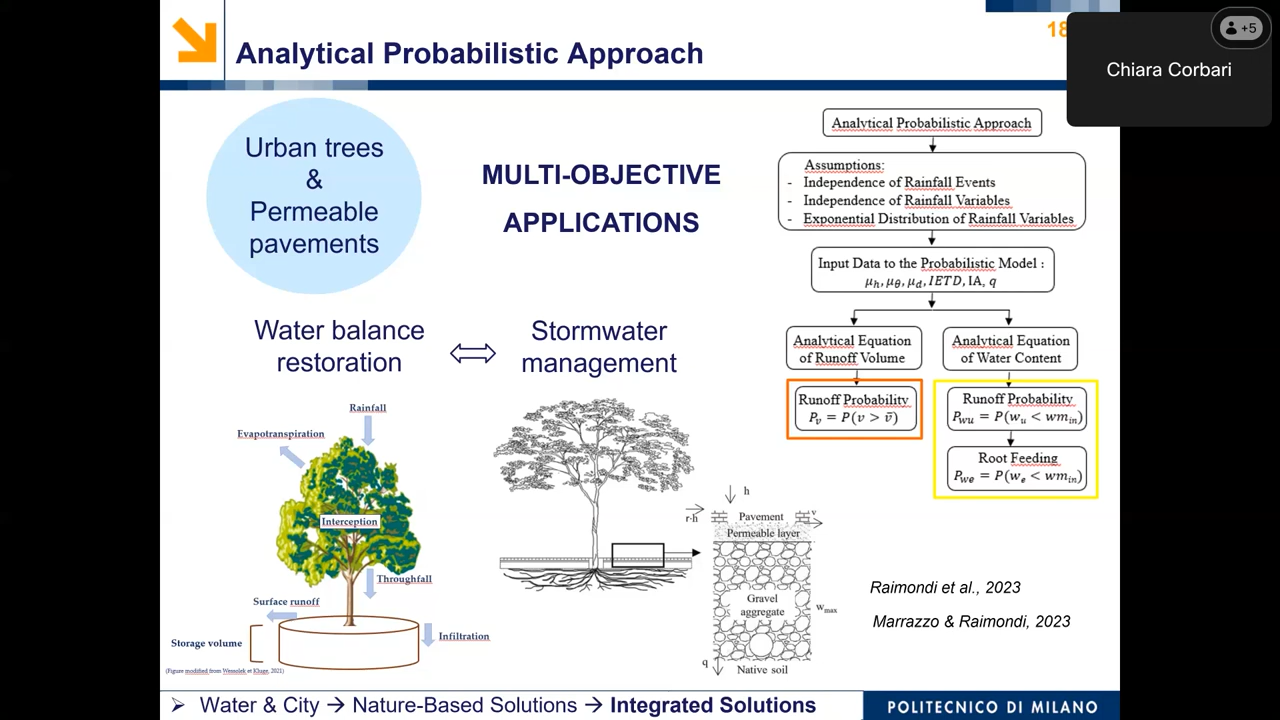 18
+5
Chiara Corbari
Analytical Probabilistic Approach
Urban trees
&
Permeable
pavements
MULTI-OBJECTIVE
APPLICATIONS
Water balance
restoration
Stormwater
management
Rainfall
Evapotranspiration
Interception
Throughfall
Surface runoff
Storage volume
Infiltration
(Figure modified from Wessolek et Kluge, 2021)
h
r·h
Pavement
v
Permeable layer
Gravel
aggregate
wmax
q
Native soil
Analytical Probabilistic Approach
Assumptions:
- Independence of Rainfall Events
- Independence of Rainfall Variables
- Exponential Distribution of Rainfall Variables
Input Data to the Probabilistic Model :
μh, μθ, μd, IETD, IA, q
Analytical Equation
of Runoff Volume
Analytical Equation
of Water Content
Runoff Probability
Pv = P(v > v̄)
Runoff Probability
Pwu = P(wu < wmin)
Root Feeding
Pwe = P(we < wmin)
Raimondi et al., 2023
Marrazzo & Raimondi, 2023
➢ Water & City → Nature-Based Solutions → Integrated Solutions
POLITECNICO DI MILANO